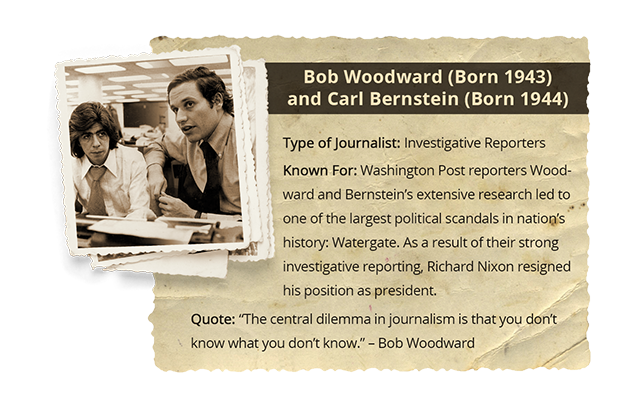 Bob Woodward (Born 1943)
and Carl Bernstein (Born 1944)
Type of Journalist: Investigative Reporters
Known For: Washington Post reporters Wood-
ward and Bernstein’s extensive research led to
one of the largest political scandals in nation’s
history: Watergate. As a result of their strong
investigative reporting, Richard Nixon resigned
his position as president.
Quote: “The central dilemma in journalism is that you don’t
know what you don’t know.” – Bob Woodward